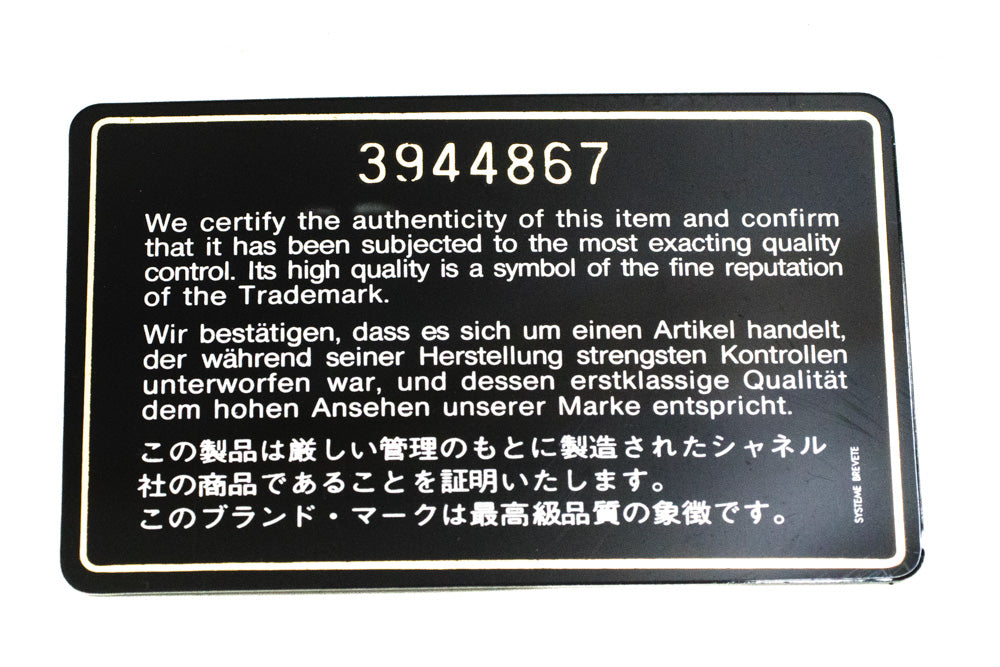 3944867
We certify the authenticity of this item and confirm
that it has been subjected to the most exacting quality
control. Its high quality is a symbol of the fine reputation
of the Trademark.
Wir bestätigen, dass es sich um einen Artikel handelt,
der während seiner Herstellung strengsten Kontrollen
unterworfen war, und dessen erstklassige Qualität
dem hohen Ansehen unserer Marke entspricht.
この製品は厳しい管理のもとに製造されたシャネル
社の商品であることを証明いたします。
このブランド・マークは最高級品質の象徴です。
SYSTEME BREVETE